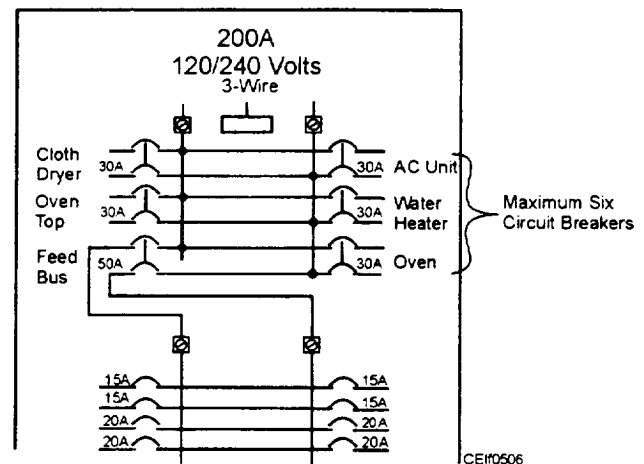 200A
120/240 Volts
3-Wire
Cloth
Dryer
30A
30A
AC Unit
Oven
Top
30A
30A
Water
Heater
Feed
Bus
50A
30A
Oven
Maximum Six
Circuit Breakers
15A
15A
15A
15A
20A
20A
20A
20A
CEIf0506